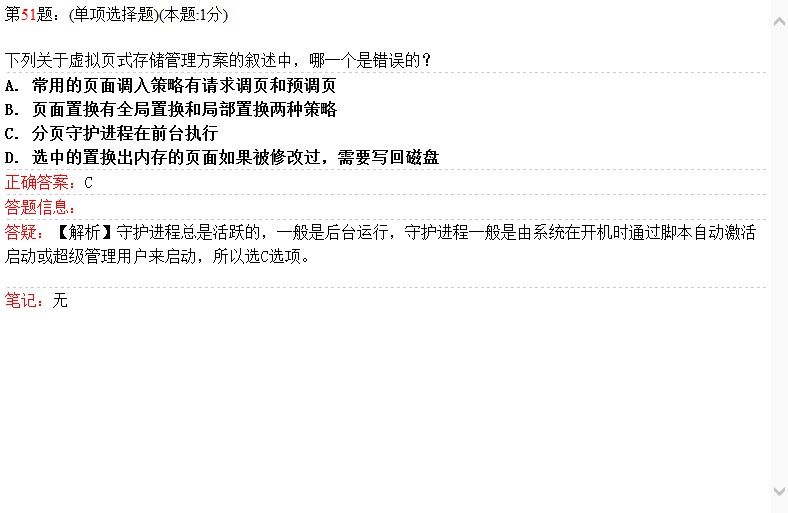 第51题：(单项选择题)(本题:1分)
下列关于虚拟页式存储管理方案的叙述中，哪一个是错误的？
A. 常用的页面调入策略有请求调页和预调页
B. 页面置换有全局置换和局部置换两种策略
C. 分页守护进程在前台执行
D. 选中的置换出内存的页面如果被修改过，需要写回磁盘
正确答案：C
答题信息：
答疑：【解析】守护进程总是活跃的，一般是后台运行，守护进程一般是由系统在开机时通过脚本自动激活
启动或超级管理用户来启动，所以选C选项。
笔记：无